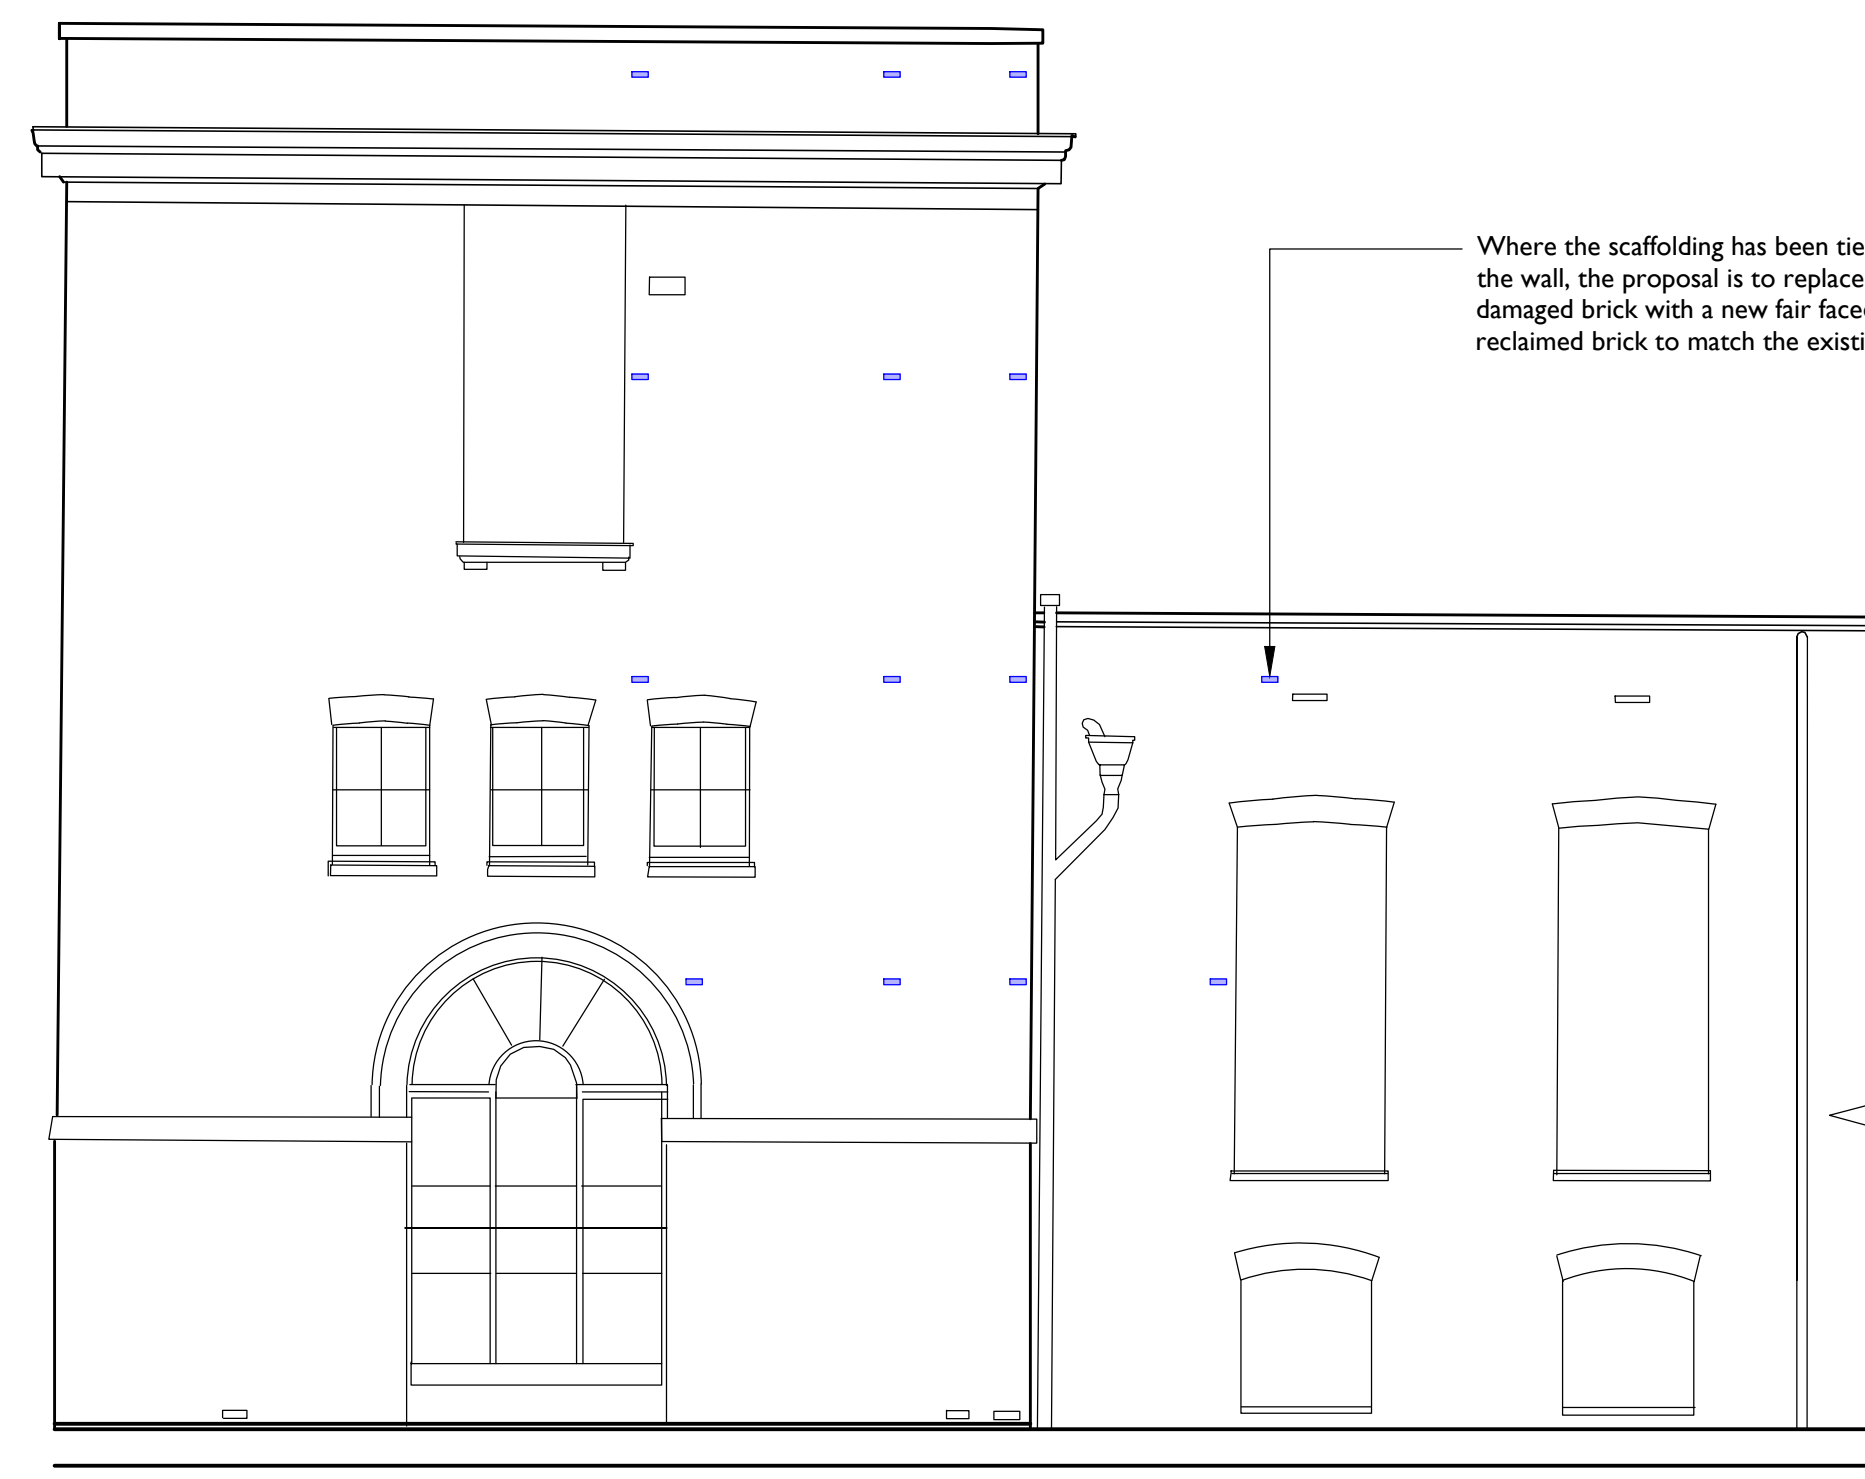 Where the scaffolding has been tie
the wall, the proposal is to replace
damaged brick with a new fair face
reclaimed brick to match the existi